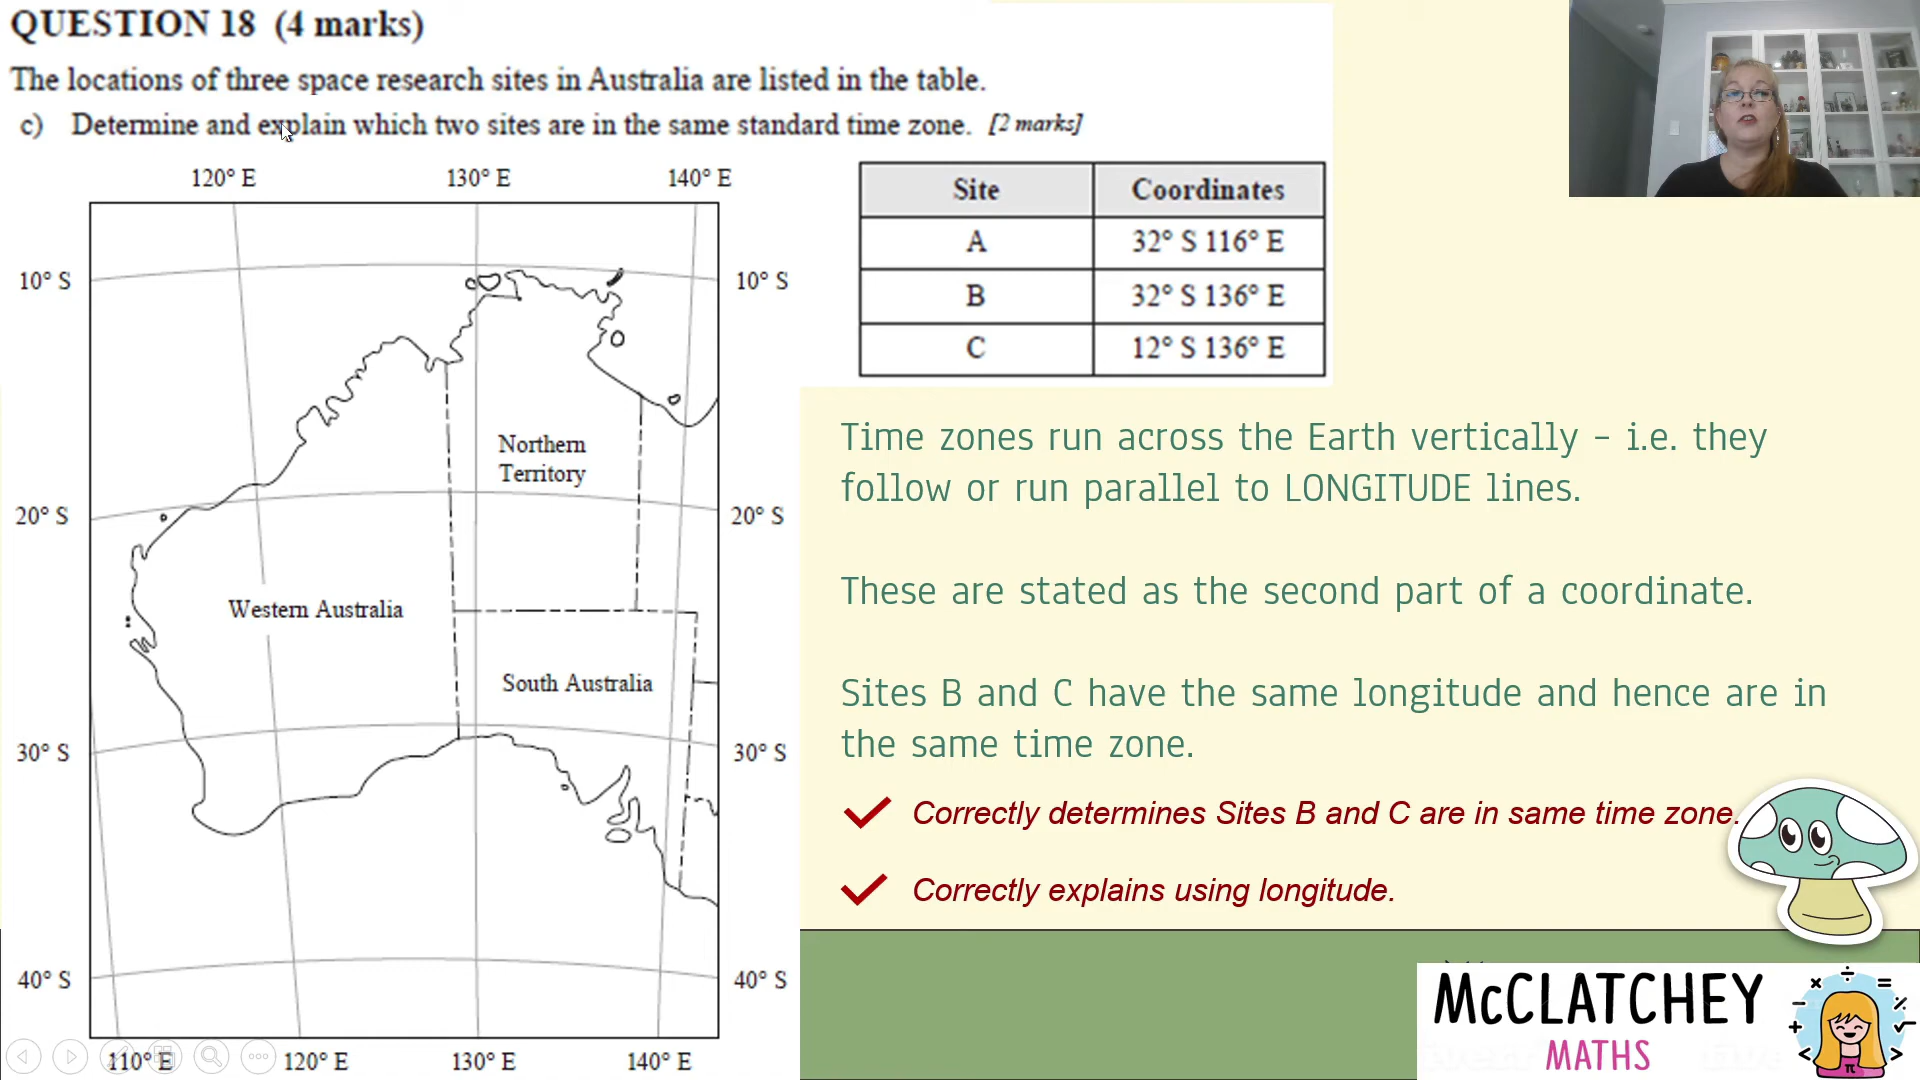 QUESTION 18 (4 marks)
The locations of three space research sites in Australia are listed in the table.
c) Determine and explain which two sites are in the same standard time zone. [2 marks]
120° E 130° E 140° E
10° S 10° S
20° S 20° S
30° S 30° S
40° S 40° S
110° E 120° E 130° E 140° E
Northern
Territory
Western Australia
South Australia
Site Coordinates
A 32° S 116° E
B 32° S 136° E
C 12° S 136° E
Time zones run across the Earth vertically – i.e. they
follow or run parallel to LONGITUDE lines.
These are stated as the second part of a coordinate.
Sites B and C have the same longitude and hence are in
the same time zone.
Correctly determines Sites B and C are in same time zone.
Correctly explains using longitude.
McCLATCHEY
MATHS